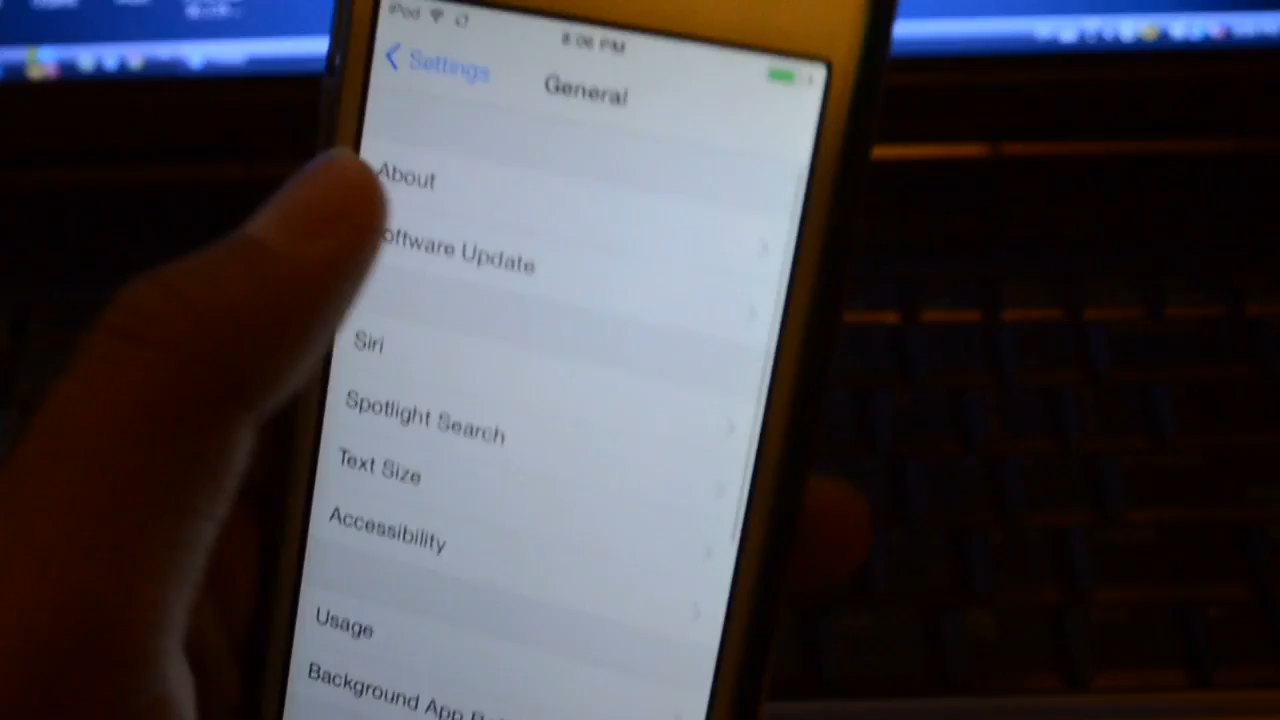 iPod
8:06 PM
Settings
General
About
oftware Update
Siri
Spotlight Search
Text Size
Accessibility
Usage
Background App